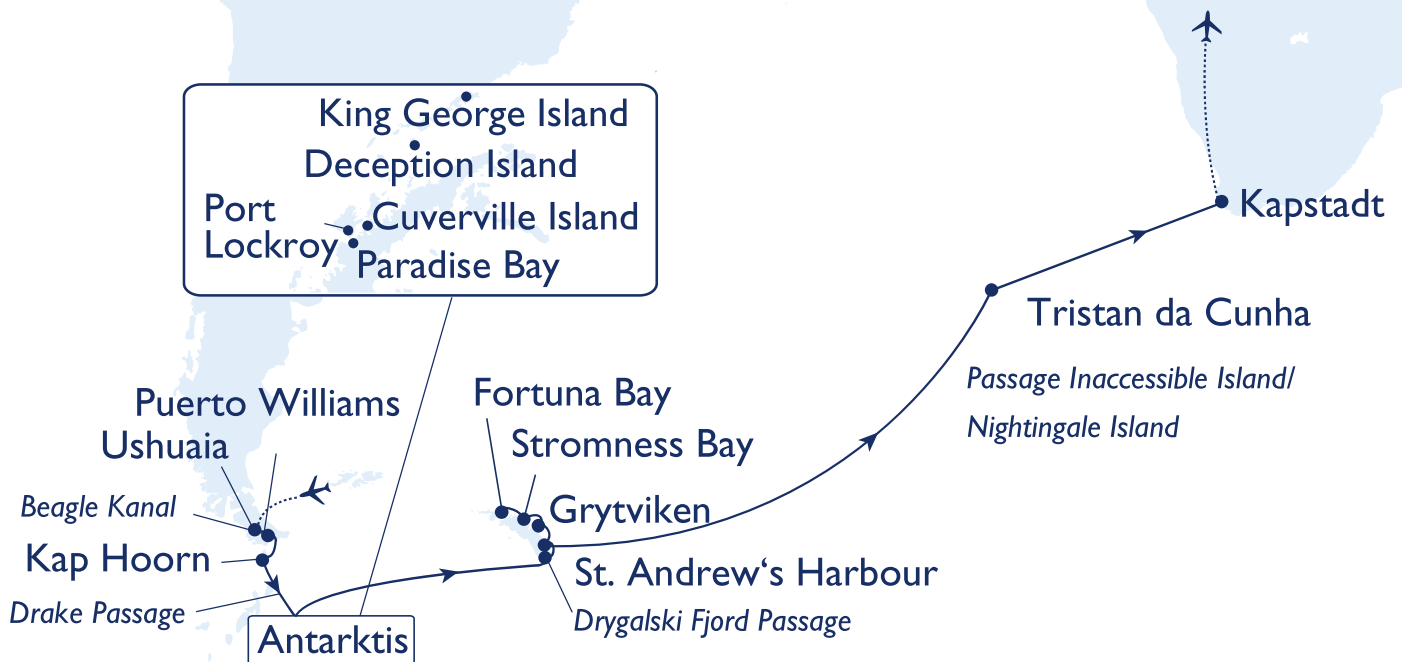 King George Island
Deception Island
Port
Lockroy
Cuverville Island
Paradise Bay
Kapstadt
Tristan da Cunha
Passage Inaccessible Island/
Nightingale Island
Puerto Williams
Ushuaia
Beagle Kanal
Kap Hoorn
Drake Passage
Antarktis
Fortuna Bay
Stromness Bay
Grytviken
St. Andrew‘s Harbour
Drygalski Fjord Passage